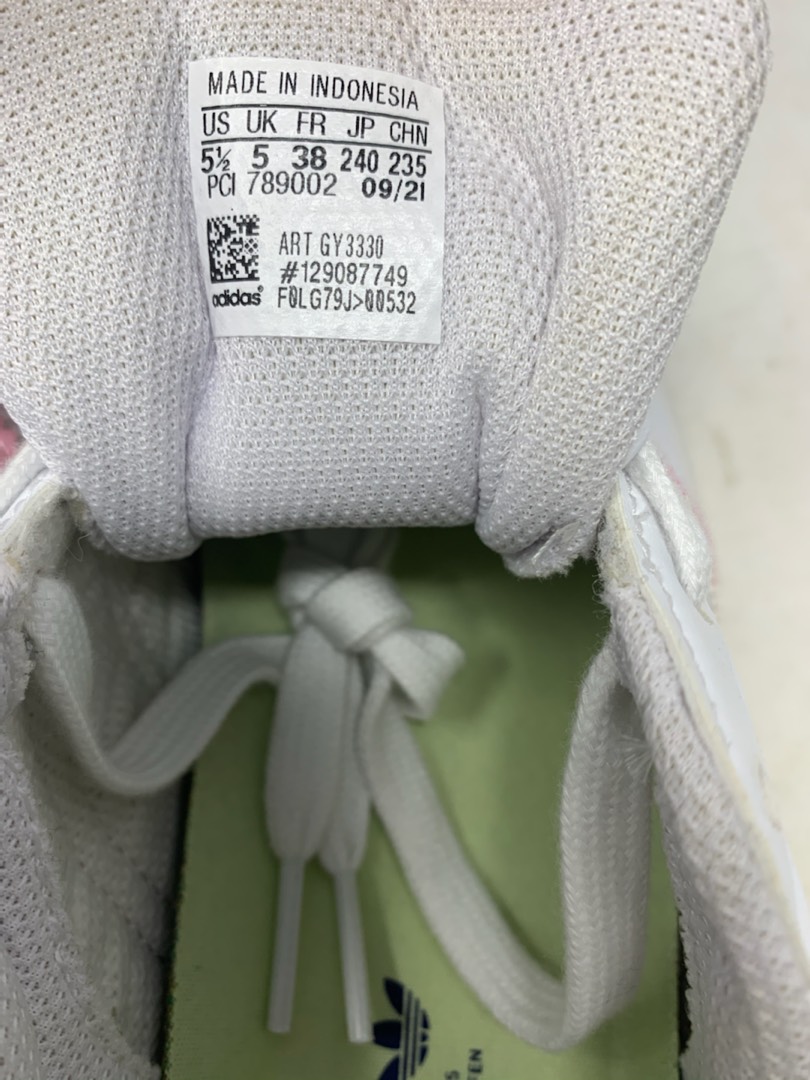 MADE IN INDONESIA
US UK FR JP CHN
5½ 5 38 240 235
PCI 789002 09/21
ART GY3330
#129087749
adidas® F0LG79J>00532